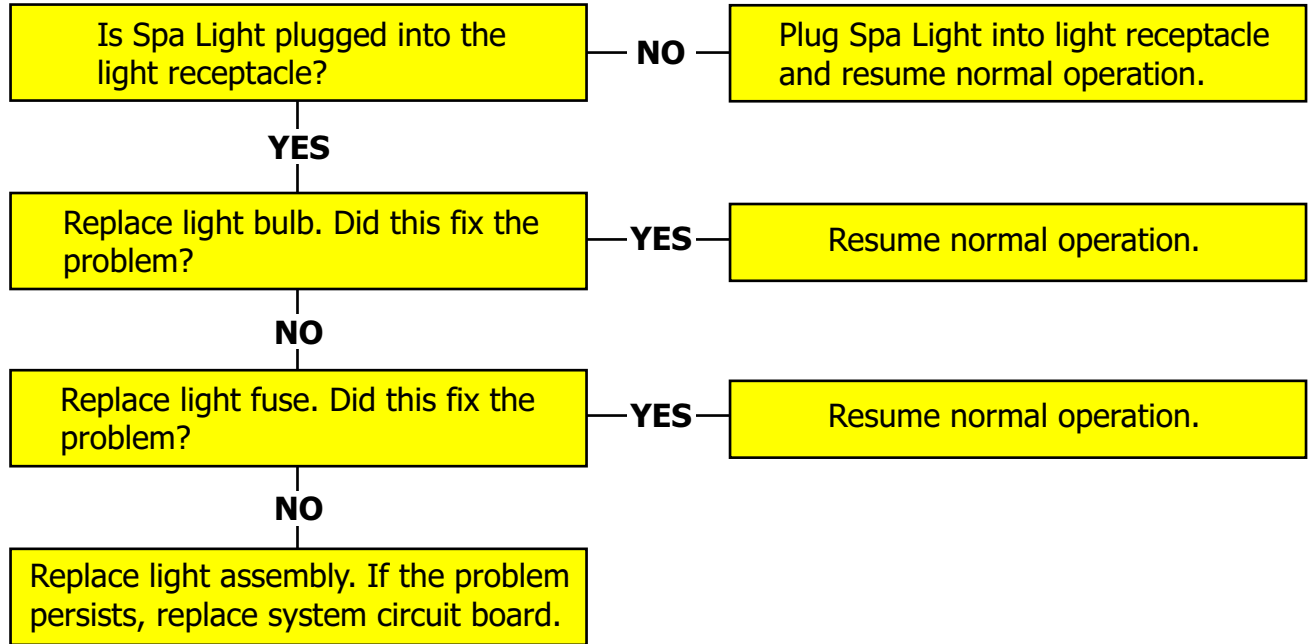 Is Spa Light plugged into the
light receptacle?
NO
Plug Spa Light into light receptacle
and resume normal operation.
YES
Replace light bulb. Did this fix the
problem?
YES
Resume normal operation.
NO
Replace light fuse. Did this fix the
problem?
YES
Resume normal operation.
NO
Replace light assembly. If the problem
persists, replace system circuit board.